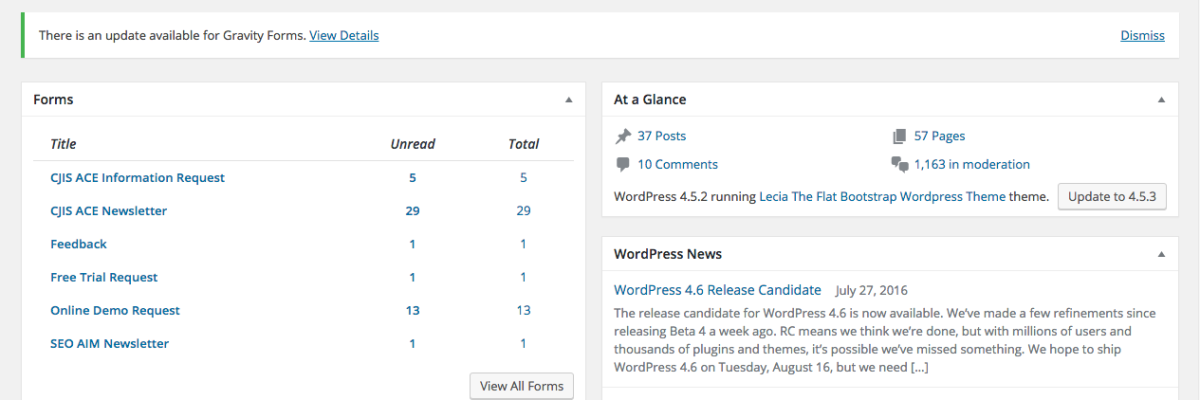 There is an update available for Gravity Forms. View Details Dismiss
Forms
Title Unread Total
CJIS ACE Information Request 5 5
CJIS ACE Newsletter 29 29
Feedback 1 1
Free Trial Request 1 1
Online Demo Request 13 13
SEO AIM Newsletter 1 1
View All Forms
At a Glance
37 Posts 57 Pages
10 Comments 1,163 in moderation
WordPress 4.5.2 running Lecia The Flat Bootstrap Wordpress Theme theme. Update to 4.5.3
WordPress News
WordPress 4.6 Release Candidate July 27, 2016
The release candidate for WordPress 4.6 is now available. We've made a few refinements since
releasing Beta 4 a week ago. RC means we think we're done, but with millions of users and
thousands of plugins and themes, it's possible we've missed something. We hope to ship
WordPress 4.6 on Tuesday, August 16, but we need [...]